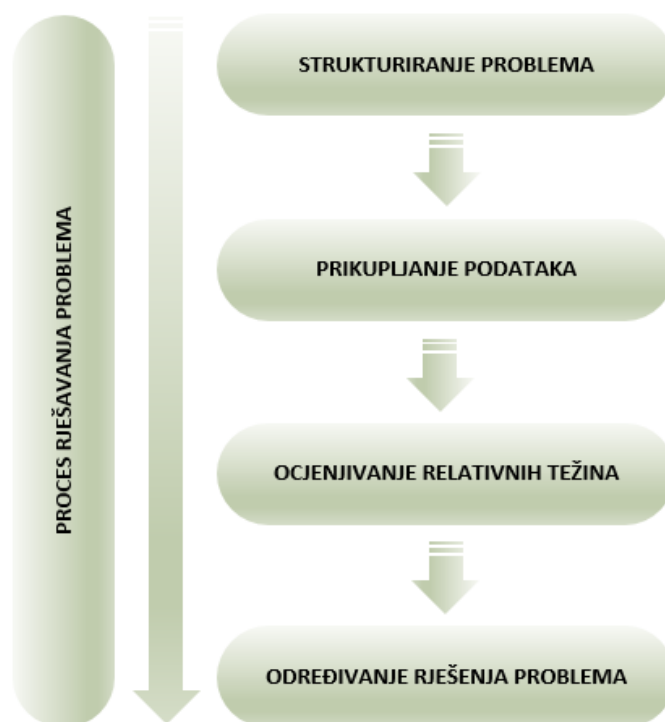 PROCES RJEŠAVANJA PROBLEMA
STRUKTURIRANJE PROBLEMA
PRIKUPLJANJE PODATAKA
OCJENJIVANJE RELATIVNIH TEŽINA
ODREĐIVANJE RJEŠENJA PROBLEMA